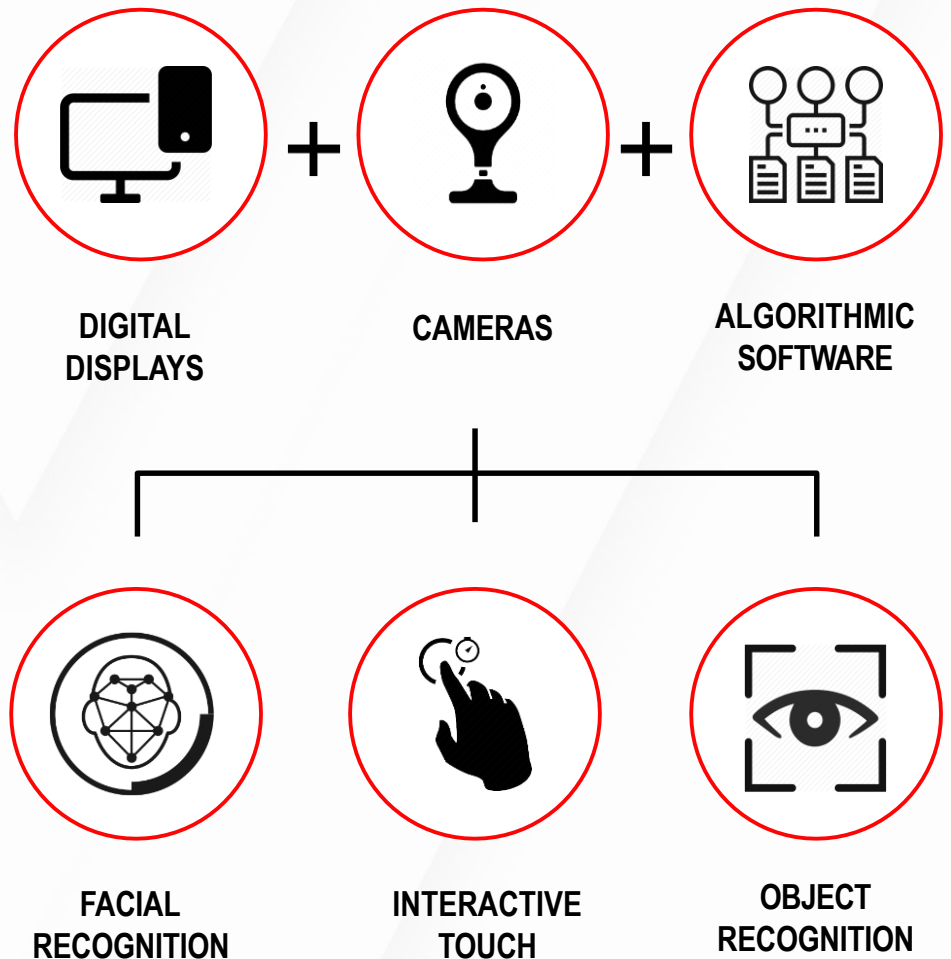 DIGITAL
DISPLAYS
CAMERAS
ALGORITHMIC
SOFTWARE
FACIAL
RECOGNITION
INTERACTIVE
TOUCH
OBJECT
RECOGNITION